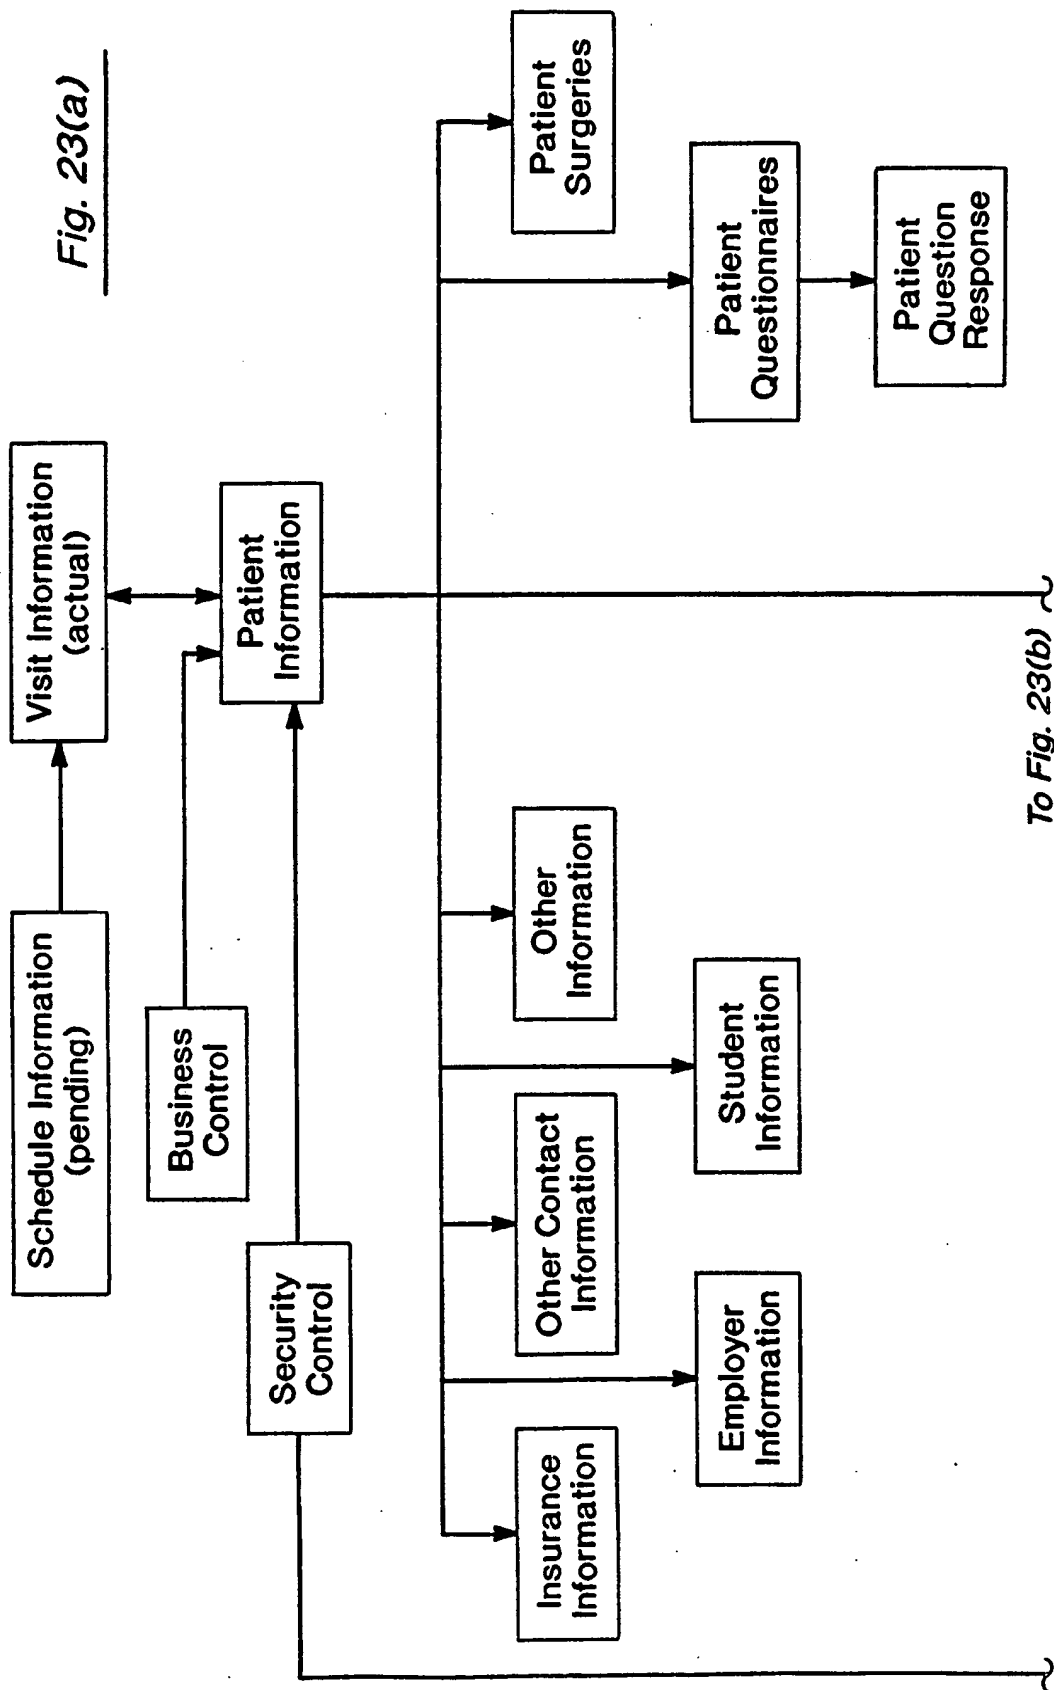 Fig. 23(a)
Schedule Information
(pending)
Visit Information
(actual)
Business
Control
Security
Control
Patient
Information
Insurance
Information
Employer
Information
Other Contact
Information
Student
Information
Other
Information
Patient
Questionnaires
Patient
Question
Response
Patient
Surgeries
To Fig. 23(b)